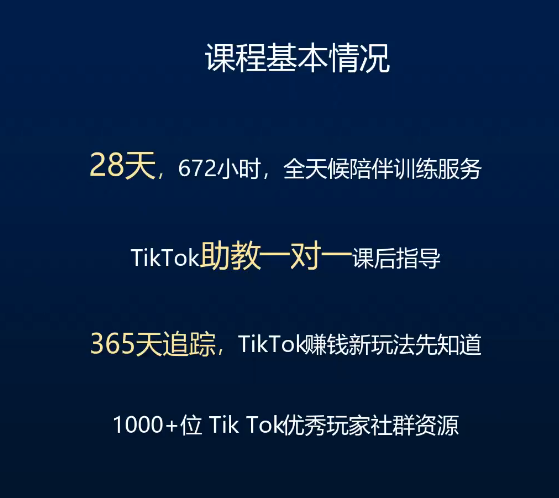 课程基本情况
28天，672小时，全天候陪伴训练服务
TikTok助教一对一课后指导
365天追踪，TikTok赚钱新玩法先知道
1000+位 Tik Tok优秀玩家社群资源